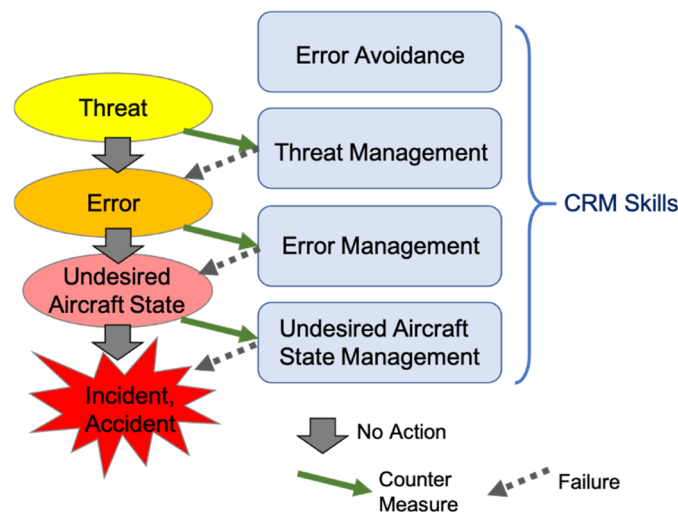 Error Avoidance
Threat
Threat Management
CRM Skills
Error
Error Management
Undesired
Aircraft State
Undesired Aircraft
State Management
Incident,
Accident
No Action
Counter
Measure
Failure